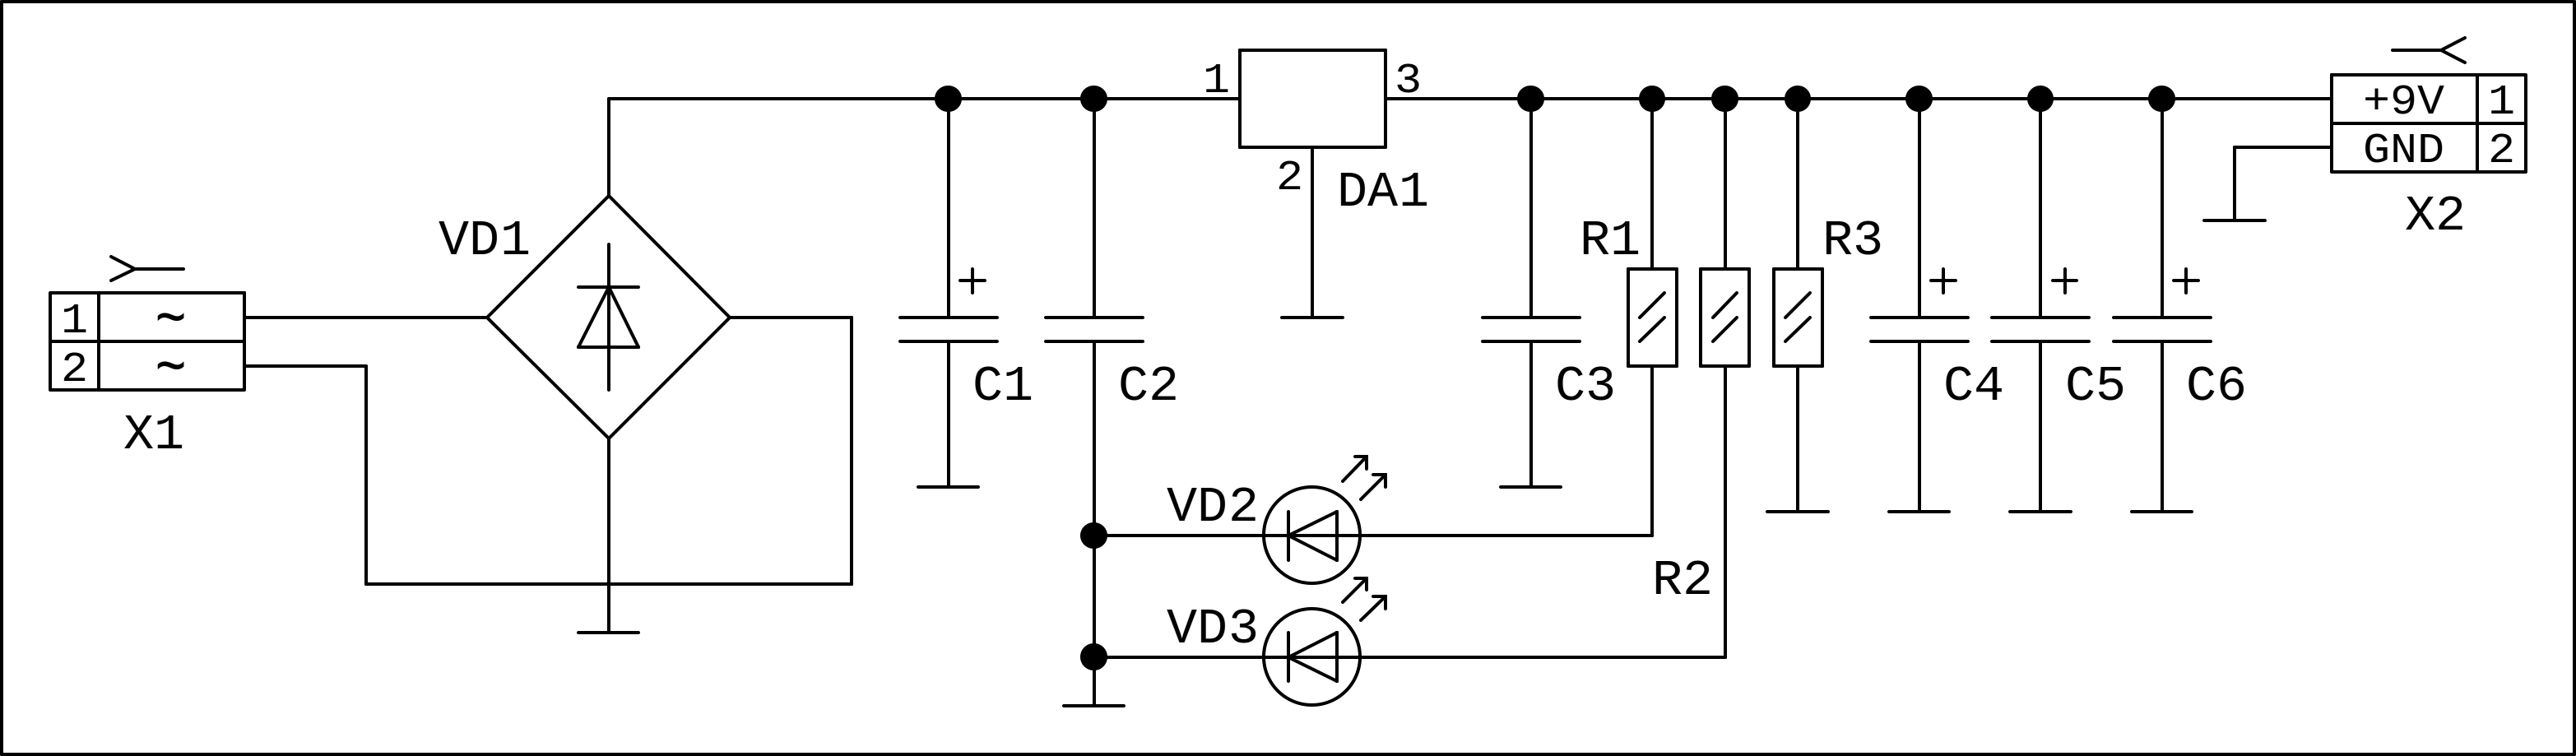 1
3
+9V 1
GND 2
2
DA1
X2
VD1
R1
R3
+
+
+
+
1 ~
2 ~
X1
C1
C2
C3
C4
C5
C6
VD2
R2
VD3